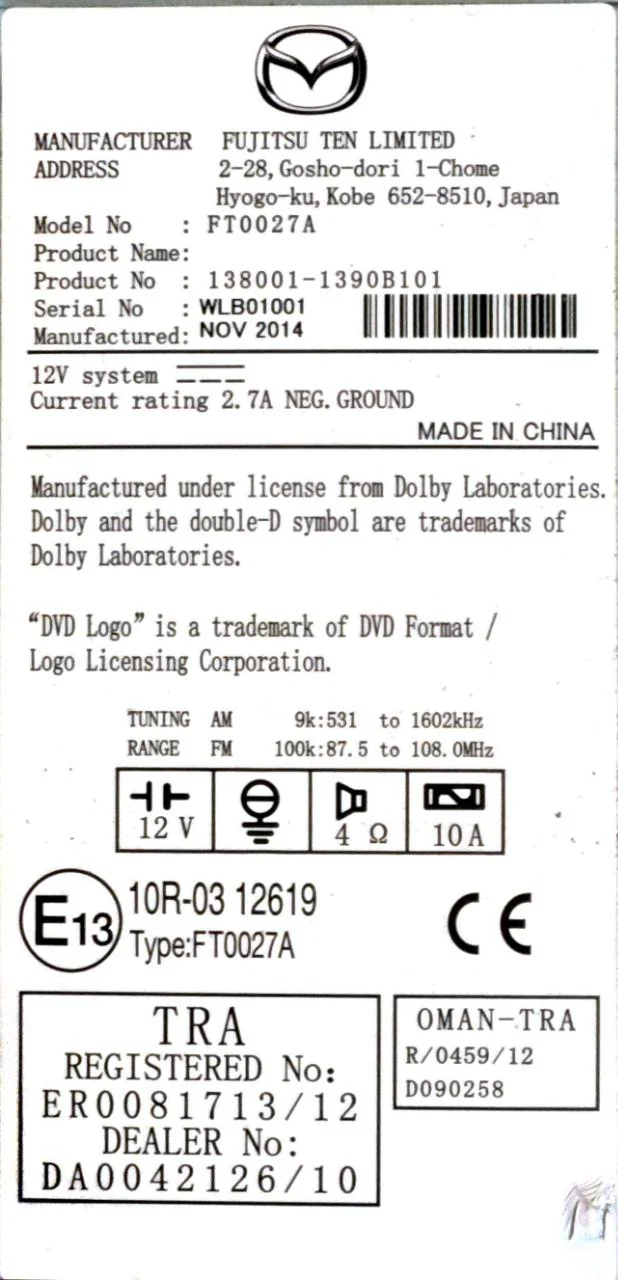 MANUFACTURER FUJITSU TEN LIMITED
ADDRESS 2-28, Gosho-dori 1-Chome
Hyogo-ku, Kobe 652-8510, Japan
Model No : FT0027A
Product Name:
Product No : 138001-1390B101
Serial No : WLB01001
Manufactured: NOV 2014
12V system
Current rating 2.7A NEG. GROUND
MADE IN CHINA
Manufactured under license from Dolby Laboratories.
Dolby and the double-D symbol are trademarks of
Dolby Laboratories.
“DVD Logo” is a trademark of DVD Format /
Logo Licensing Corporation.
TUNING AM 9k:531 to 1602kHz
RANGE FM 100k:87.5 to 108.0MHz
12 V 4 Ω 10 A
E13 10R-03 12619
Type:FT0027A
CE
TRA
REGISTERED No:
ER0081713/12
DEALER No:
DA0042126/10
OMAN-TRA
R/0459/12
D090258